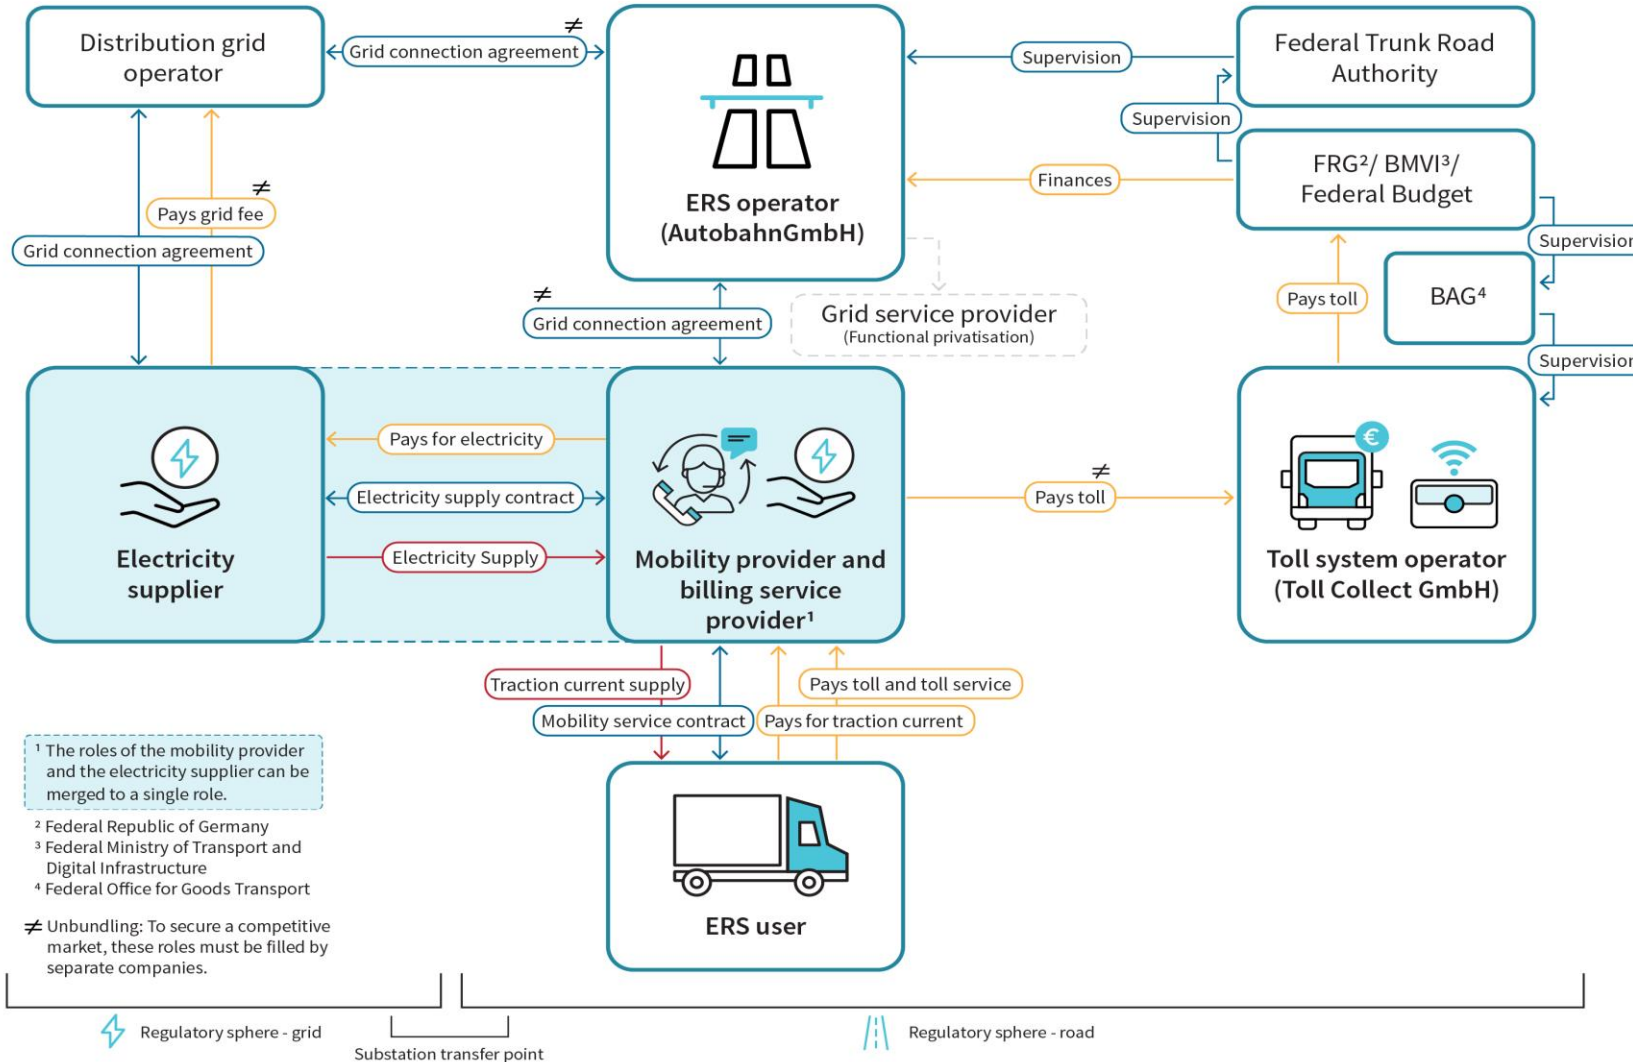 Distribution grid
operator
≠
Grid connection agreement
ERS operator
(AutobahnGmbH)
Supervision
Federal Trunk Road
Authority
Supervision
FRG²/ BMVI³/
Federal Budget
Finances
≠
Pays grid fee
Grid connection agreement
Supervision
BAG⁴
Pays toll
Supervision
≠
Grid connection agreement
Grid service provider
(Functional privatisation)
Pays for electricity
Electricity supply contract
Electricity Supply
Electricity
supplier
Mobility provider and
billing service
provider¹
≠
Pays toll
€
Toll system operator
(Toll Collect GmbH)
Traction current supply
Pays toll and toll service
Mobility service contract
Pays for traction current
ERS user
¹ The roles of the mobility provider
and the electricity supplier can be
merged to a single role.
² Federal Republic of Germany
³ Federal Ministry of Transport and
Digital Infrastructure
⁴ Federal Office for Goods Transport
≠ Unbundling: To secure a competitive
market, these roles must be filled by
separate companies.
Regulatory sphere - grid
Substation transfer point
Regulatory sphere - road